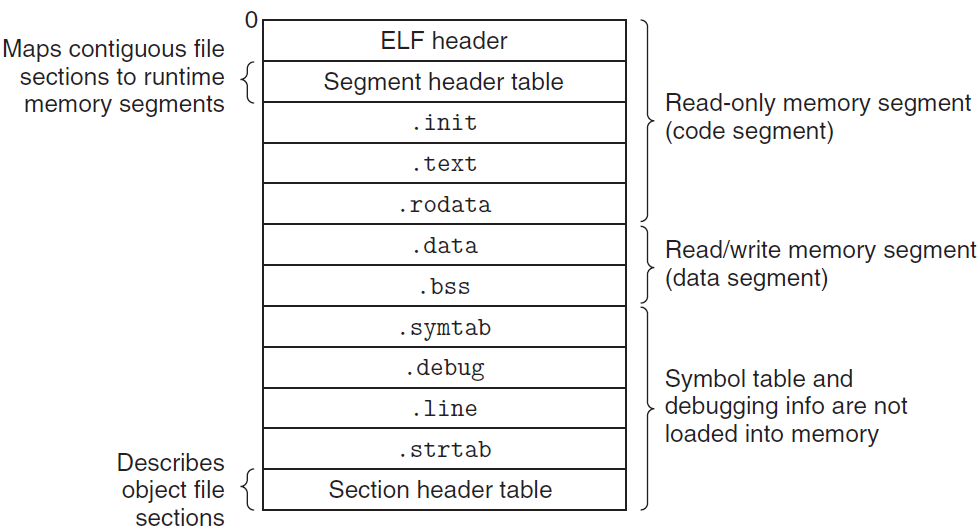 0
ELF header
Maps contiguous file
sections to runtime
memory segments
Segment header table
.init
.text
.rodata
Read-only memory segment
(code segment)
.data
.bss
Read/write memory segment
(data segment)
.symtab
.debug
.line
.strtab
Symbol table and
debugging info are not
loaded into memory
Describes
object file
sections
Section header table